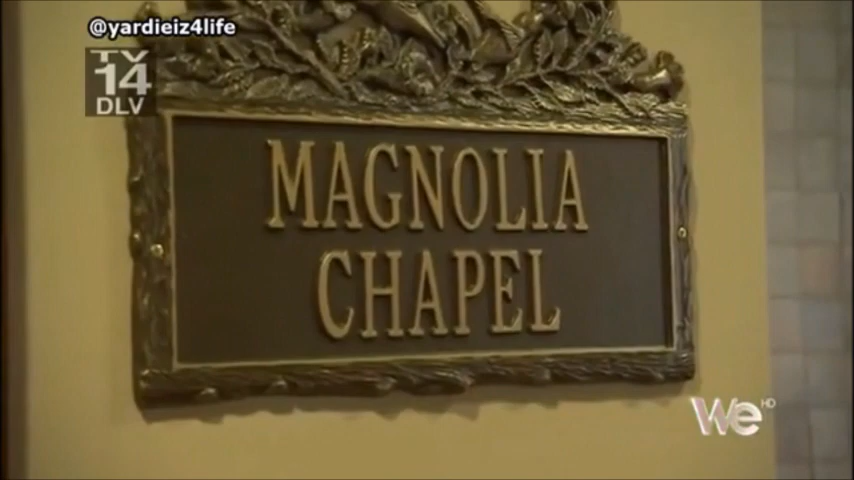 @yardieiz4life
TV
14
DLV
MAGNOLIA
CHAPEL
We HD